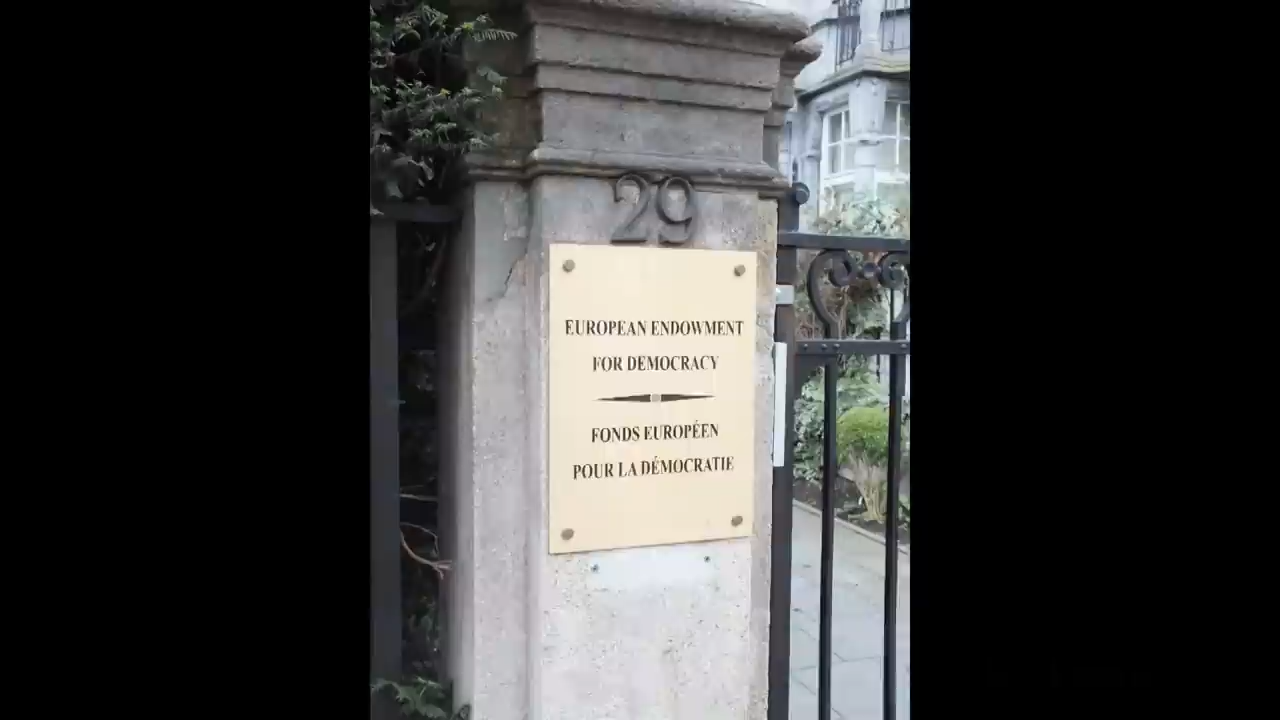 29
EUROPEAN ENDOWMENT
FOR DEMOCRACY
FONDS EUROPÉEN
POUR LA DÉMOCRATIE